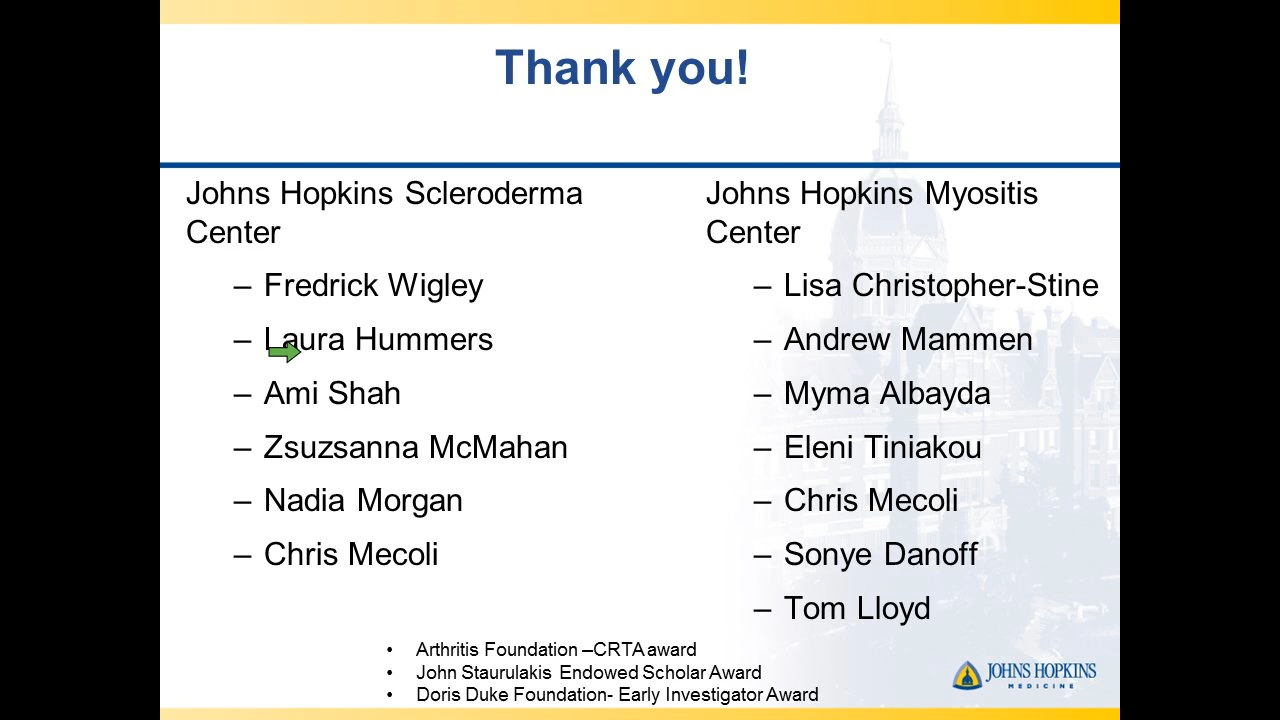 Thank you!
Johns Hopkins Scleroderma
Center
– Fredrick Wigley
– Laura Hummers
– Ami Shah
– Zsuzsanna McMahan
– Nadia Morgan
– Chris Mecoli
Johns Hopkins Myositis
Center
– Lisa Christopher-Stine
– Andrew Mammen
– Myma Albayda
– Eleni Tiniakou
– Chris Mecoli
– Sonye Danoff
– Tom Lloyd
• Arthritis Foundation –CRTA award
• John Staurulakis Endowed Scholar Award
• Doris Duke Foundation- Early Investigator Award
JOHNS HOPKINS
MEDICINE